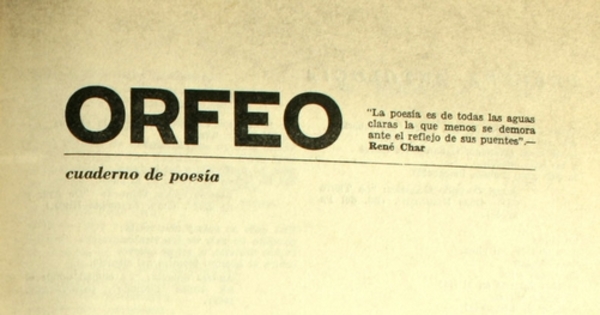 ORFEO
"La poesía es de todas las aguas
claras la que menos se demora
ante el reflejo de sus puentes".—
René Char
cuaderno de poesía